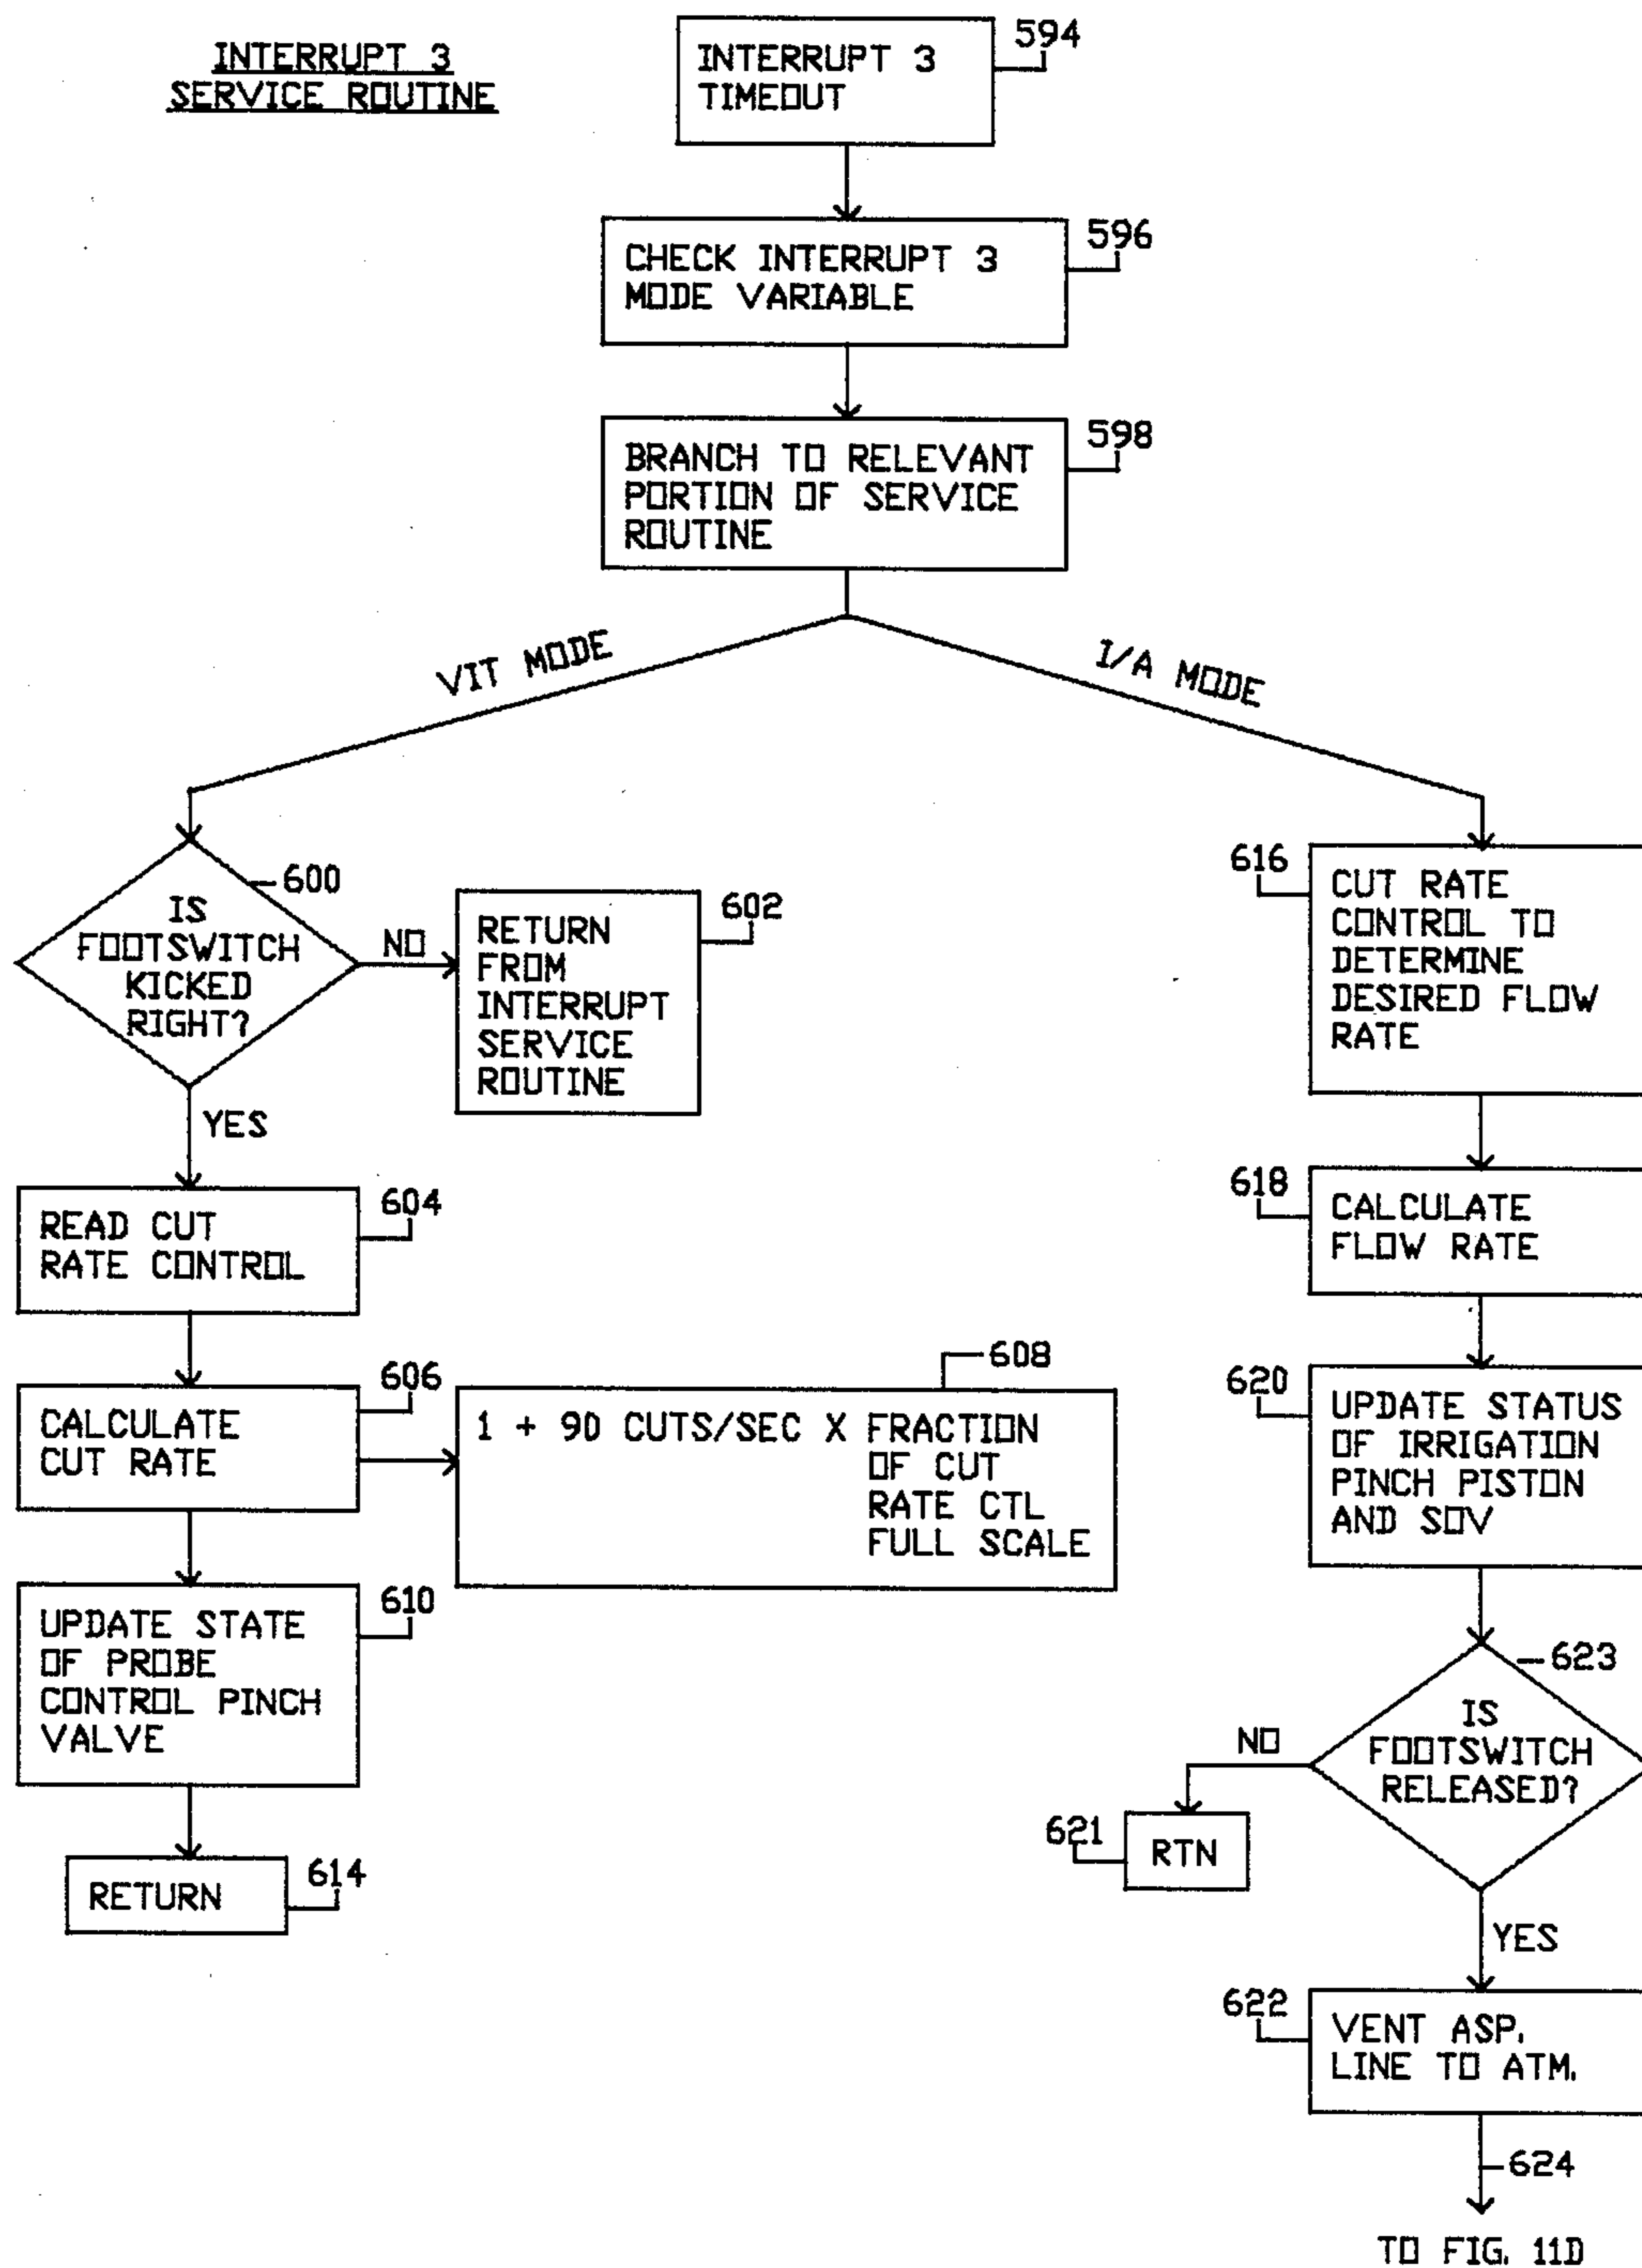 INTERRUPT 3
SERVICE ROUTINE
INTERRUPT 3
TIMEOUT
594
CHECK INTERRUPT 3
MODE VARIABLE
596
BRANCH TO RELEVANT
PORTION OF SERVICE
ROUTINE
598
VIT MODE
I/A MODE
600
IS
FOOTSWITCH
KICKED
RIGHT?
NO
RETURN
FROM
INTERRUPT
SERVICE
ROUTINE
602
YES
READ CUT
RATE CONTROL
604
CALCULATE
CUT RATE
606
608
1 + 90 CUTS/SEC X FRACTION
OF CUT
RATE CTL
FULL SCALE
UPDATE STATE
OF PROBE
CONTROL PINCH
VALVE
610
RETURN
614
616
CUT RATE
CONTROL TO
DETERMINE
DESIRED FLOW
RATE
618
CALCULATE
FLOW RATE
620
UPDATE STATUS
OF IRRIGATION
PINCH PISTON
AND SOV
623
IS
FOOTSWITCH
RELEASED?
NO
621
RTN
YES
622
VENT ASP.
LINE TO ATM.
624
TO FIG. 11D